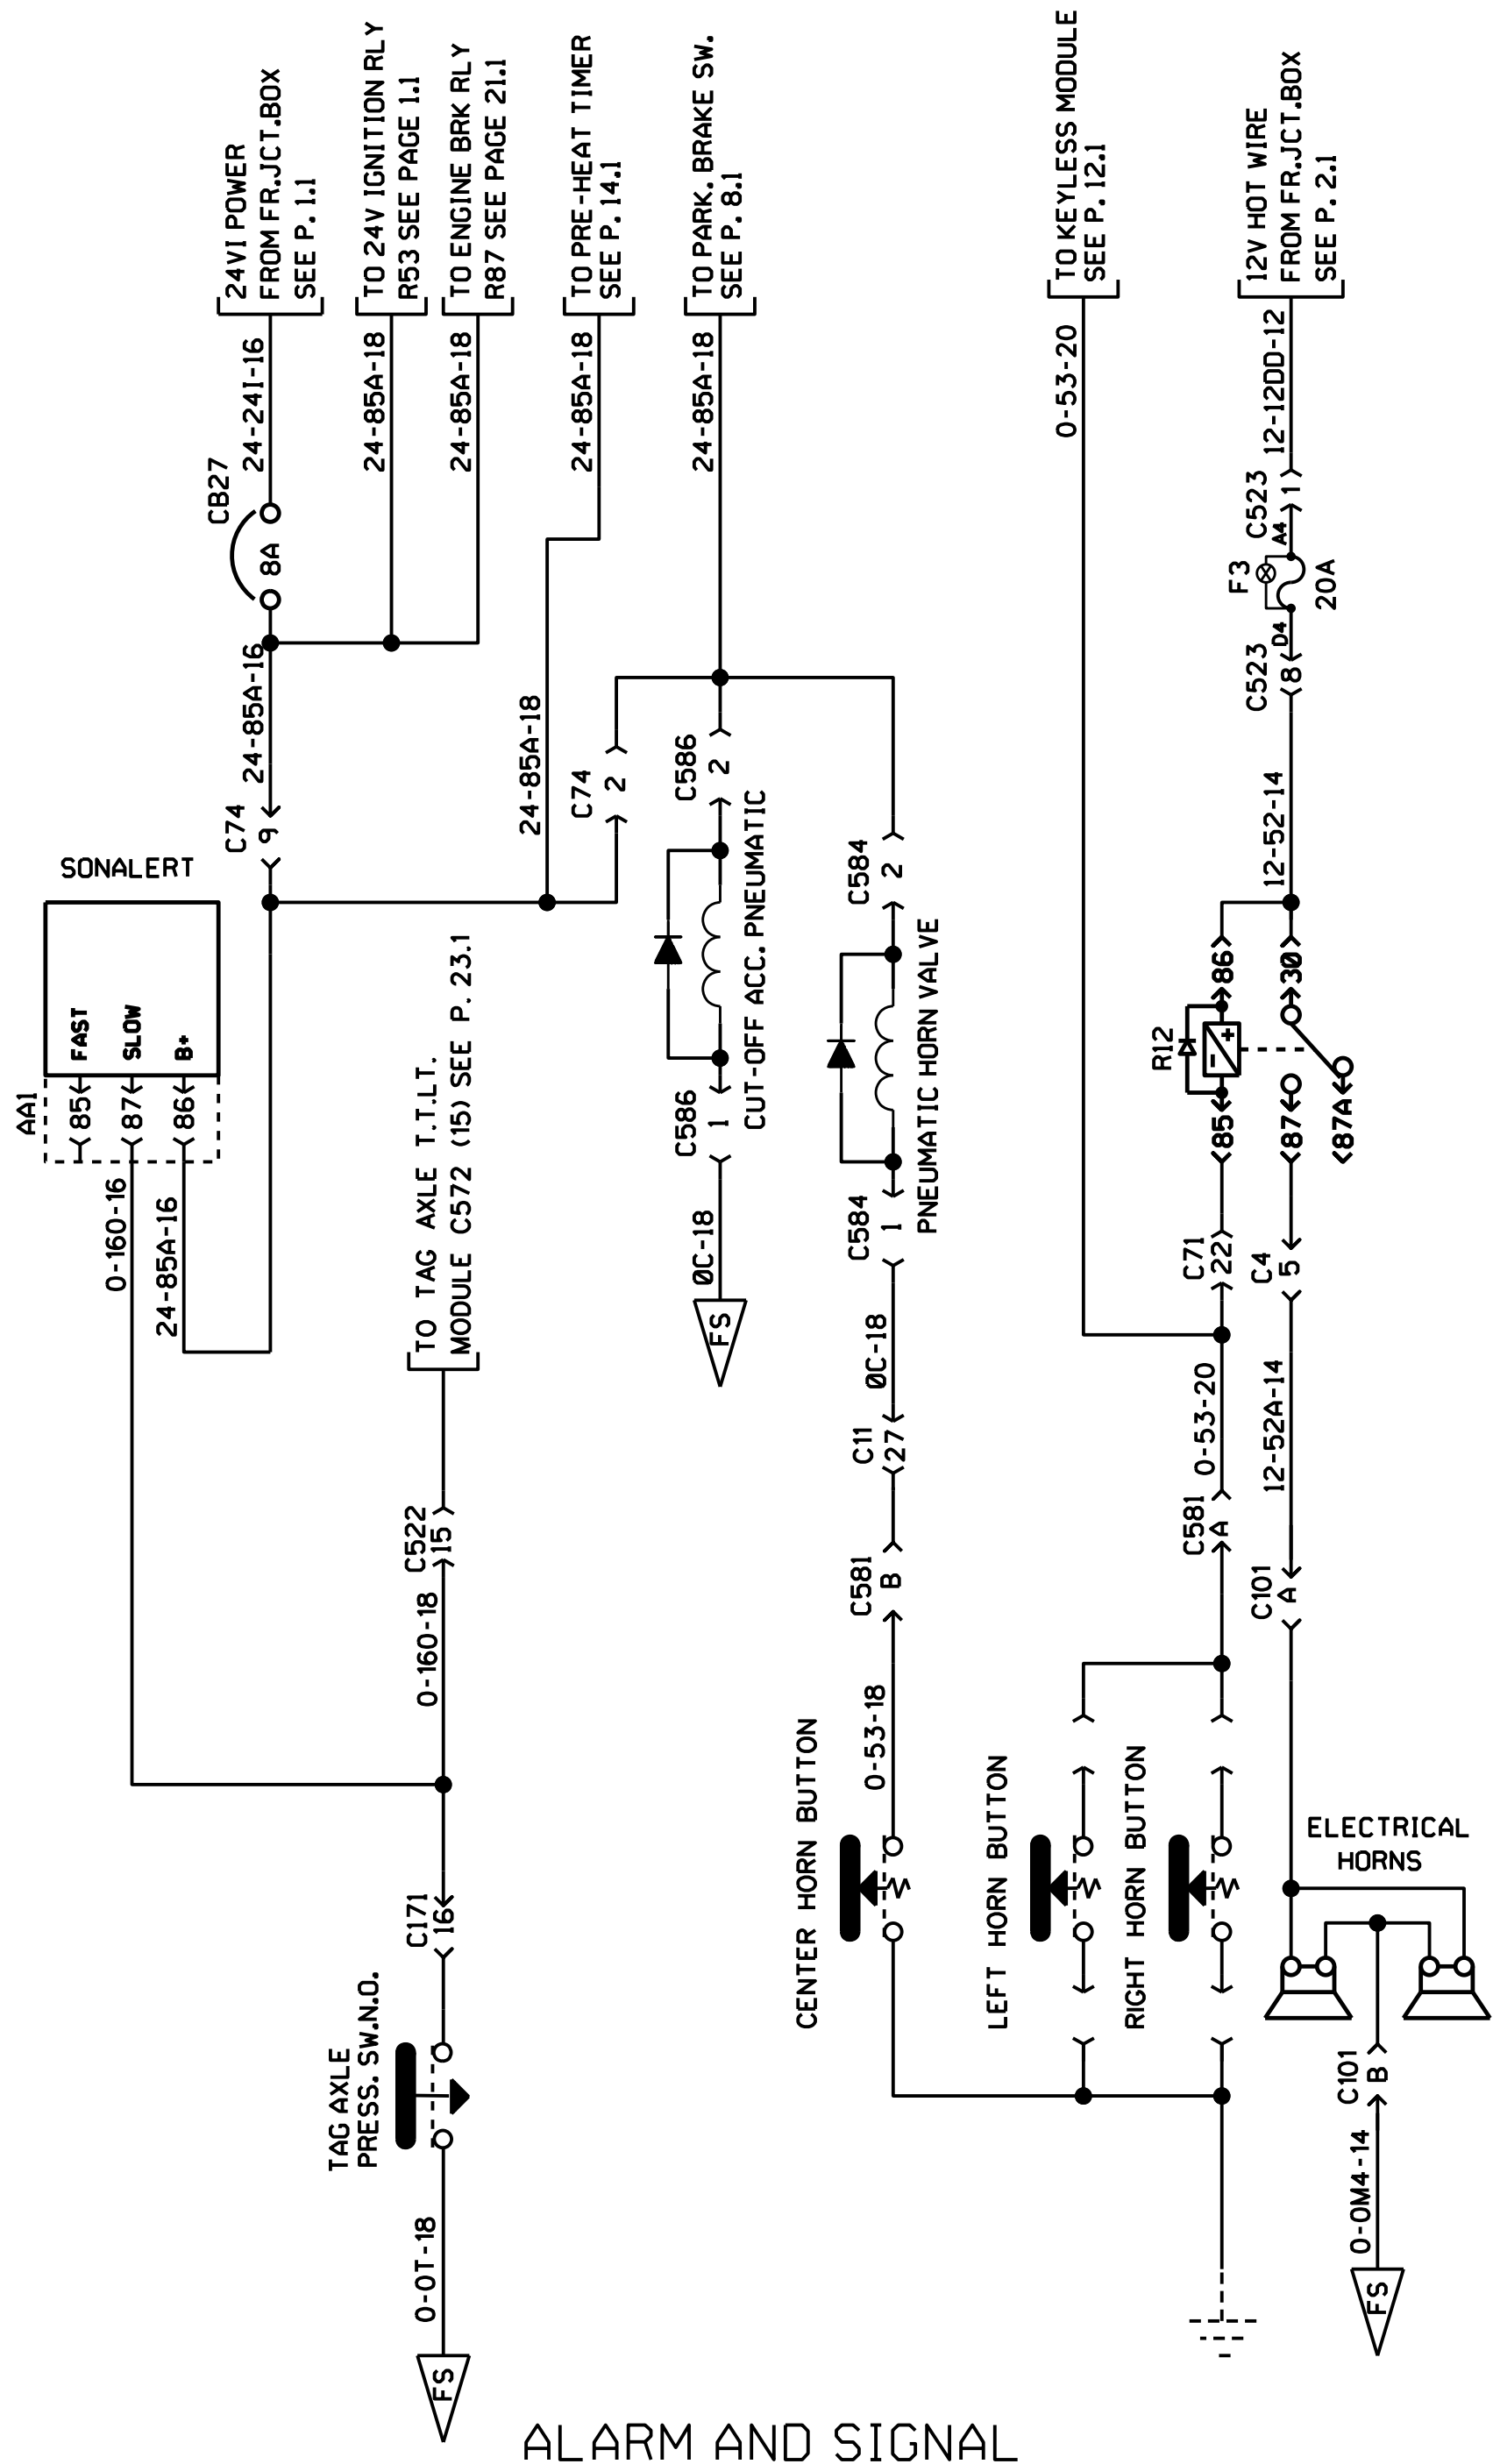 24VI POWER
FROM FR.JCT.BOX
SEE P. 1.1
TO 24V IGNITION RLY
R53 SEE PAGE 1.1
TO ENGINE BRK RLY
R87 SEE PAGE 21.1
TO PRE-HEAT TIMER
SEE P. 14.1
TO PARK. BRAKE SW.
SEE P. 8.1
TO KEYLESS MODULE
SEE P. 12.1
12V HOT WIRE
FROM FR.JCT.BOX
SEE P. 2.1
24-24I-16
24-85A-18
24-85A-18
24-85A-18
24-85A-18
0-53-20
12-12DD-12
CB27
8A
C523
1
A4
F3
20A
D4
C523
8
24-85A-16
C74
9
24-85A-18
C74
2
C586
2
CUT-OFF ACC. PNEUMATIC
C586
1
0C-18
FS
C584
2
PNEUMATIC HORN VALVE
C584
1
0C-18
C11
27
C581
B
0-53-18
CENTER HORN BUTTON
SONALERT
FAST
SLOW
B+
AA1
85
87
86
0-160-16
24-85A-16
TO TAG AXLE T.T.LT.
MODULE C572 (15) SEE P. 23.1
C522
15
0-160-18
C171
16
TAG AXLE
PRESS. SW.N.O.
0-0T-18
FS
12-52-14
86
30
R12
- +
85
87
87A
C71
22
C4
5
0-53-20
12-52A-14
C581
A
C101
A
LEFT HORN BUTTON
RIGHT HORN BUTTON
ELECTRICAL
HORNS
C101
B
0-0M4-14
FS
ALARM AND SIGNAL